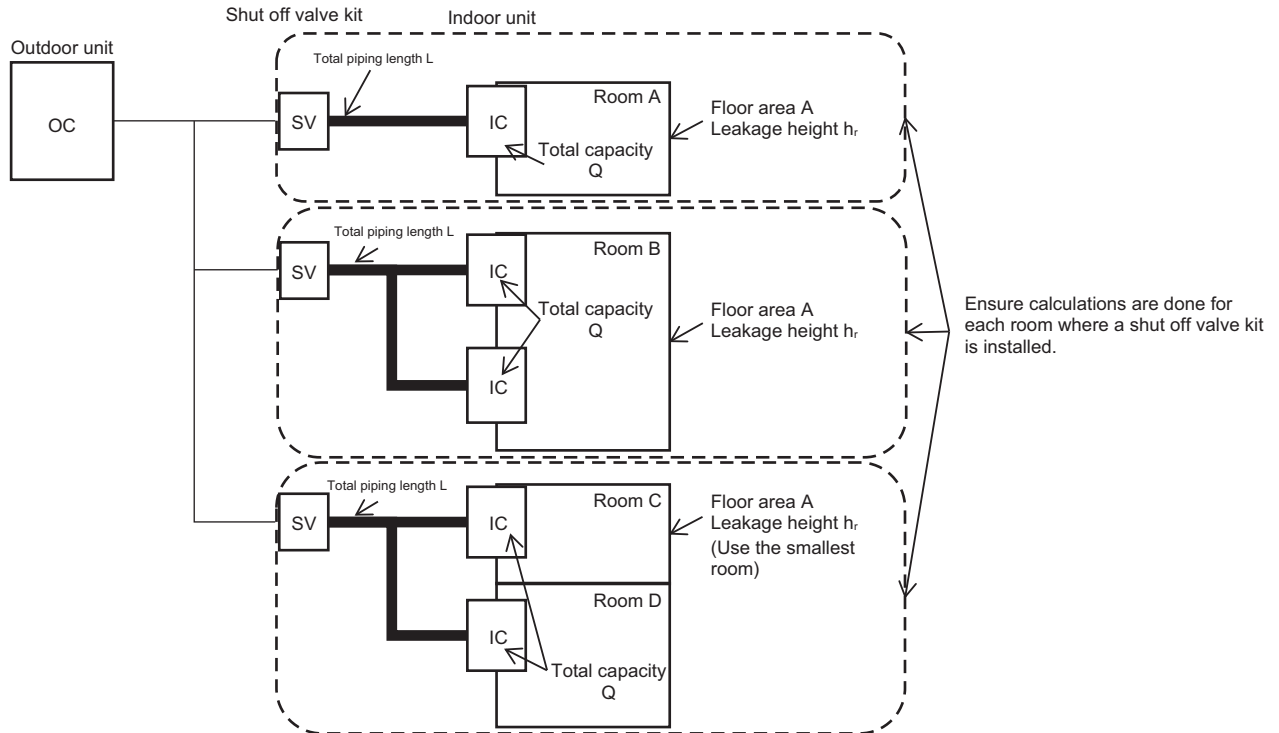 Shut off valve kit
Indoor unit
Outdoor unit
OC
Total piping length L
SV
IC
Room A
Total capacity
Q
Floor area A
Leakage height hᵣ
Total piping length L
SV
IC
IC
Room B
Total capacity
Q
Floor area A
Leakage height hᵣ
Ensure calculations are done for
each room where a shut off valve kit
is installed.
Total piping length L
SV
IC
Room C
Floor area A
Leakage height hᵣ
(Use the smallest
room)
IC
Room D
Total capacity
Q